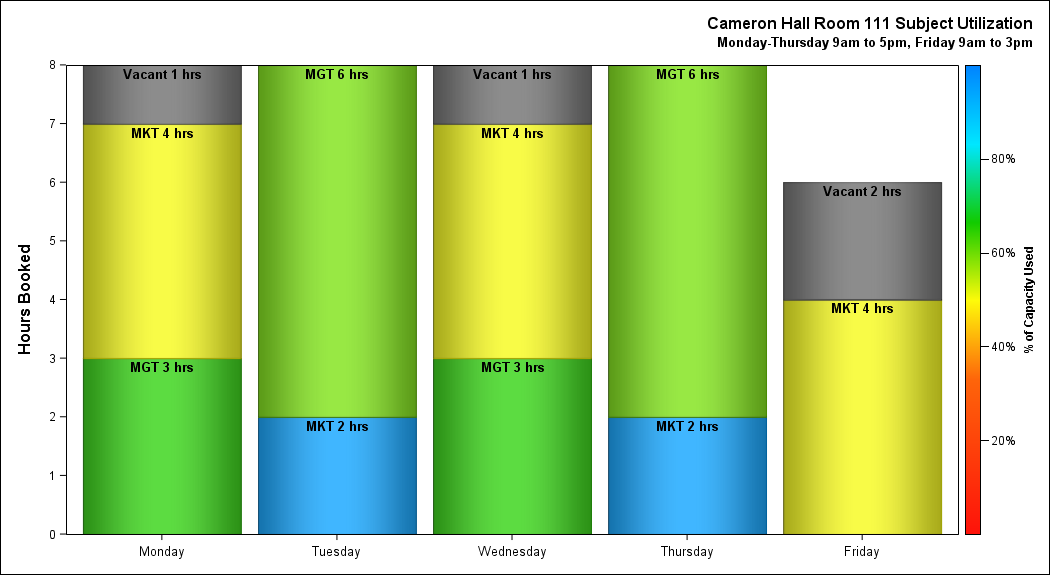 Cameron Hall Room 111 Subject Utilization
Monday-Thursday 9am to 5pm, Friday 9am to 3pm
Hours Booked
8
7
6
5
4
3
2
1
0
Vacant 1 hrs
MKT 4 hrs
MGT 3 hrs
MGT 6 hrs
MKT 2 hrs
Vacant 1 hrs
MKT 4 hrs
MGT 3 hrs
MGT 6 hrs
MKT 2 hrs
Vacant 2 hrs
MKT 4 hrs
Monday
Tuesday
Wednesday
Thursday
Friday
80%
60%
40%
20%
% of Capacity Used